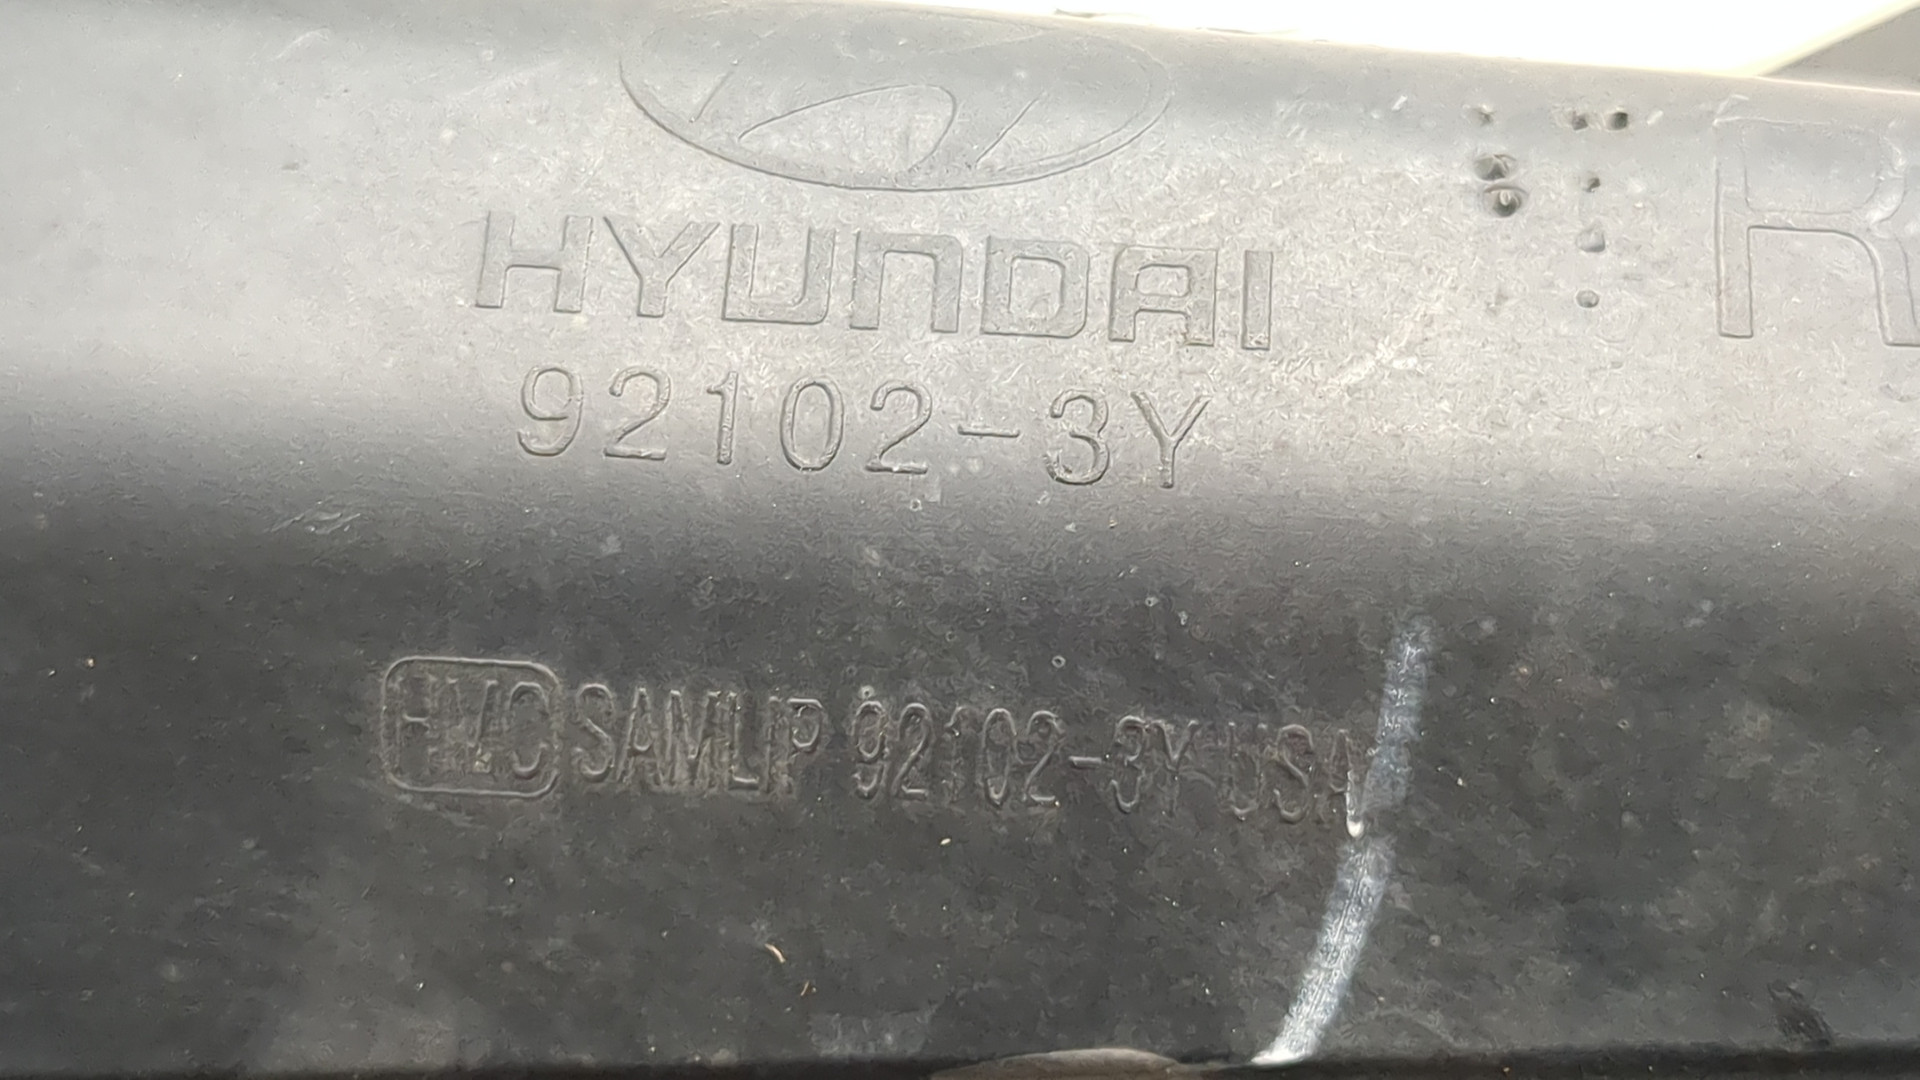 HYUNDAI
R
92102-3Y
HMC SAMLIP 92102-3Y USA